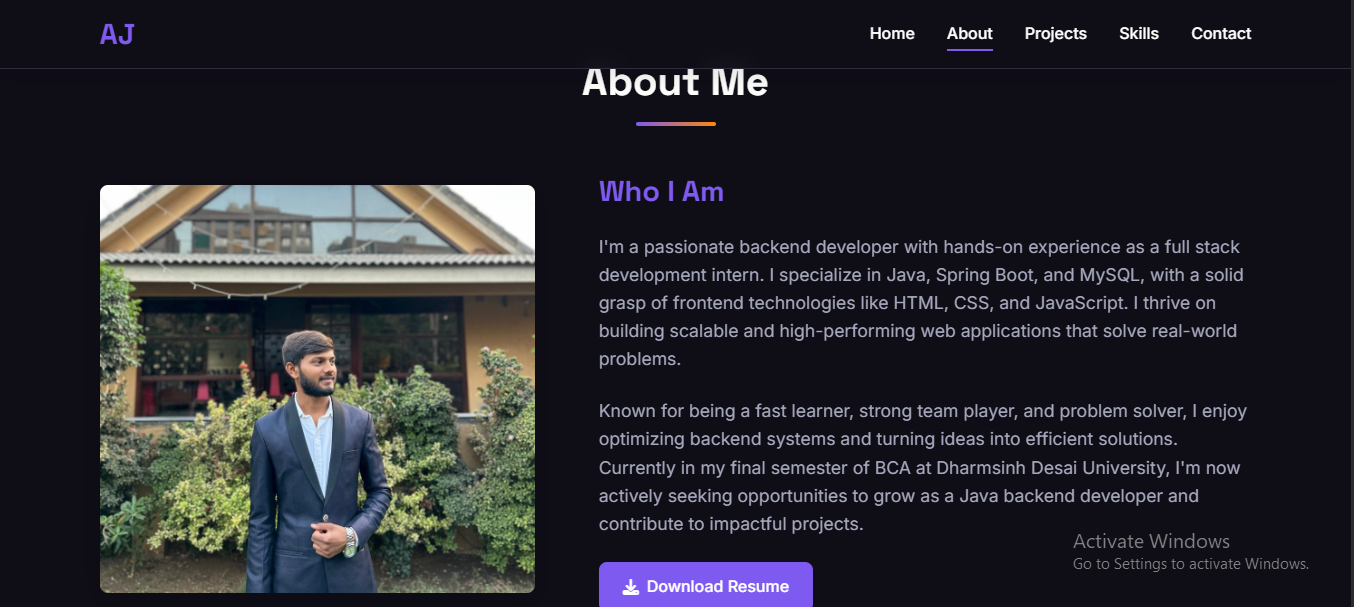 AJ
Home About Projects Skills Contact
About Me
Who I Am
I'm a passionate backend developer with hands-on experience as a full stack
development intern. I specialize in Java, Spring Boot, and MySQL, with a solid
grasp of frontend technologies like HTML, CSS, and JavaScript. I thrive on
building scalable and high-performing web applications that solve real-world
problems.
Known for being a fast learner, strong team player, and problem solver, I enjoy
optimizing backend systems and turning ideas into efficient solutions.
Currently in my final semester of BCA at Dharmsinh Desai University, I'm now
actively seeking opportunities to grow as a Java backend developer and
contribute to impactful projects.
Download Resume
Activate Windows
Go to Settings to activate Windows.